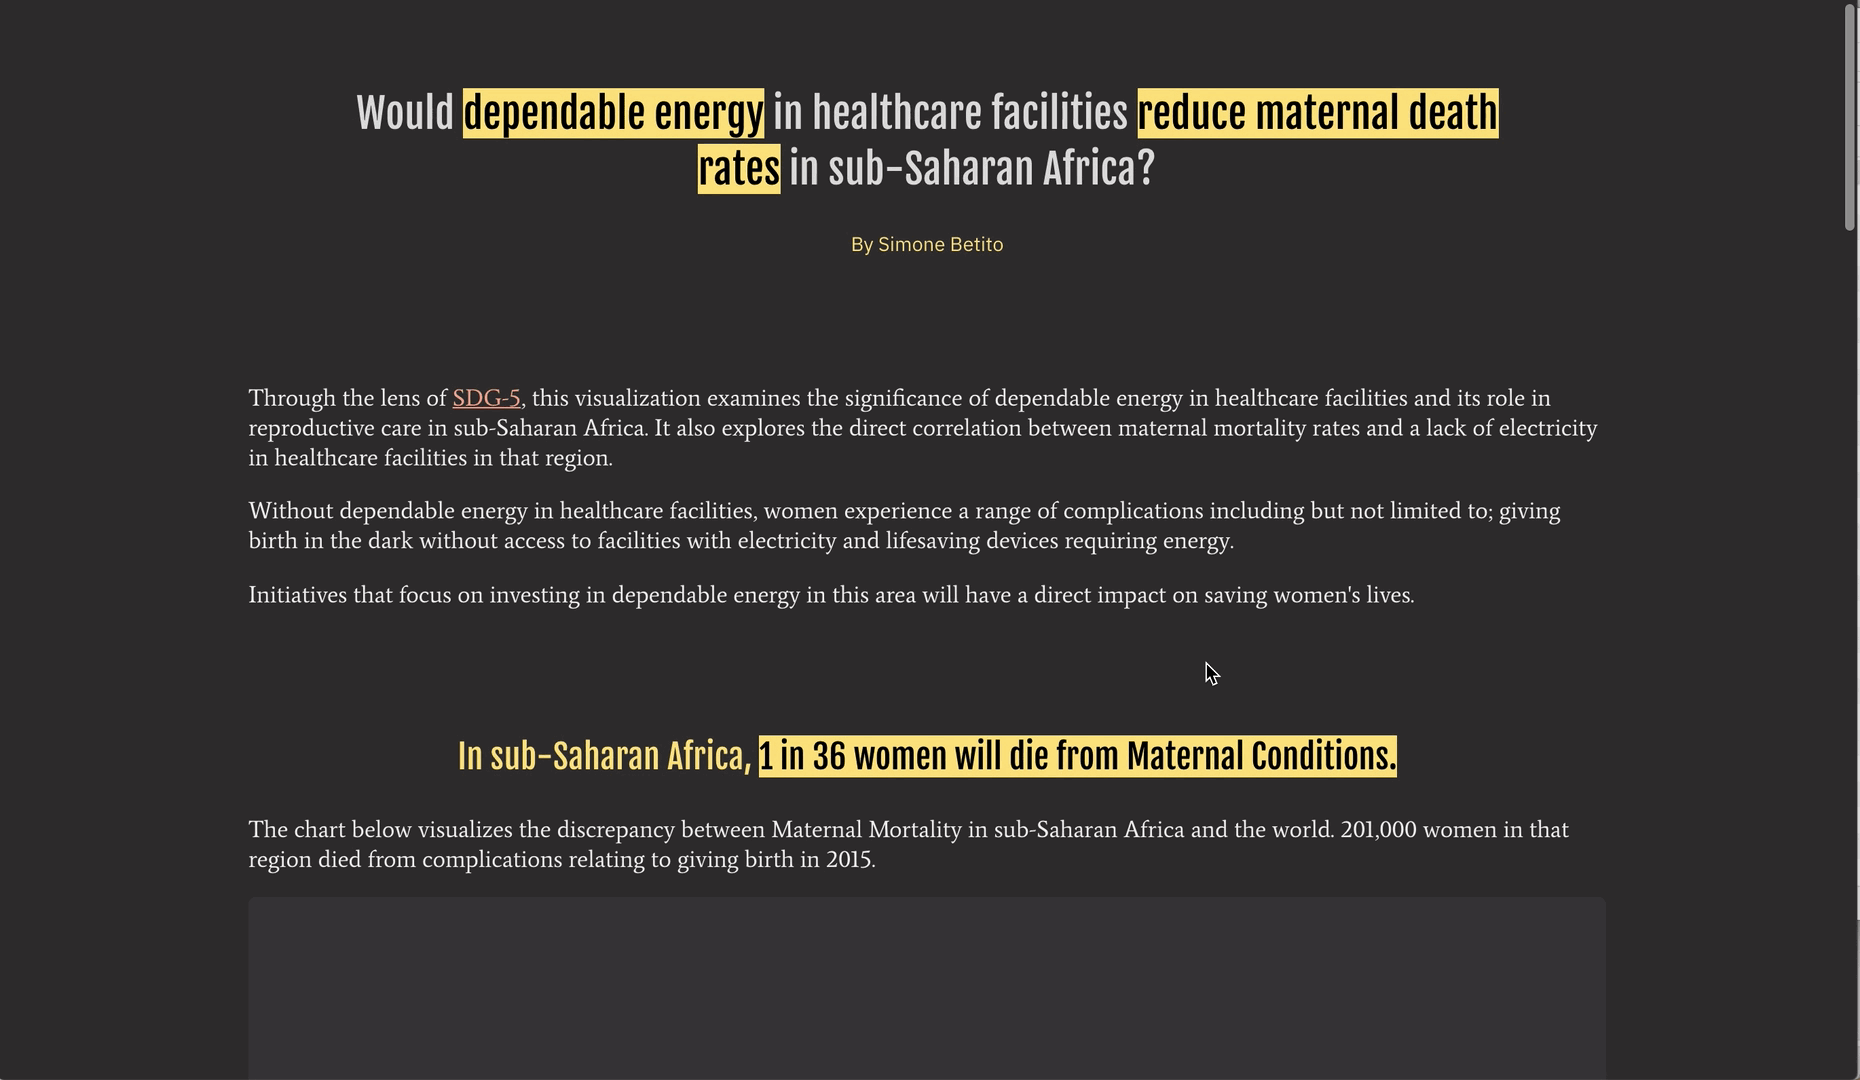 Would dependable energy in healthcare facilities reduce maternal death
rates in sub-Saharan Africa?
By Simone Betito
Through the lens of SDG-5, this visualization examines the significance of dependable energy in healthcare facilities and its role in
reproductive care in sub-Saharan Africa. It also explores the direct correlation between maternal mortality rates and a lack of electricity
in healthcare facilities in that region.
Without dependable energy in healthcare facilities, women experience a range of complications including but not limited to; giving
birth in the dark without access to facilities with electricity and lifesaving devices requiring energy.
Initiatives that focus on investing in dependable energy in this area will have a direct impact on saving women's lives.
In sub-Saharan Africa, 1 in 36 women will die from Maternal Conditions.
The chart below visualizes the discrepancy between Maternal Mortality in sub-Saharan Africa and the world. 201,000 women in that
region died from complications relating to giving birth in 2015.